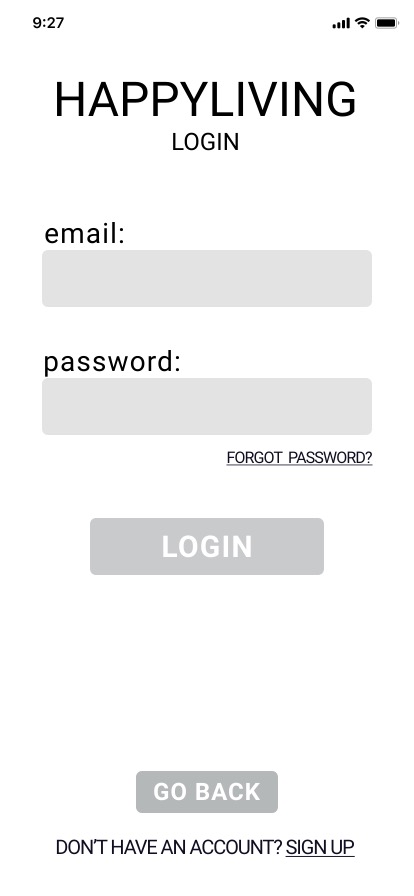 9:27
HAPPYLIVING
LOGIN
email:
password:
FORGOT PASSWORD?
LOGIN
GO BACK
DON'T HAVE AN ACCOUNT? SIGN UP